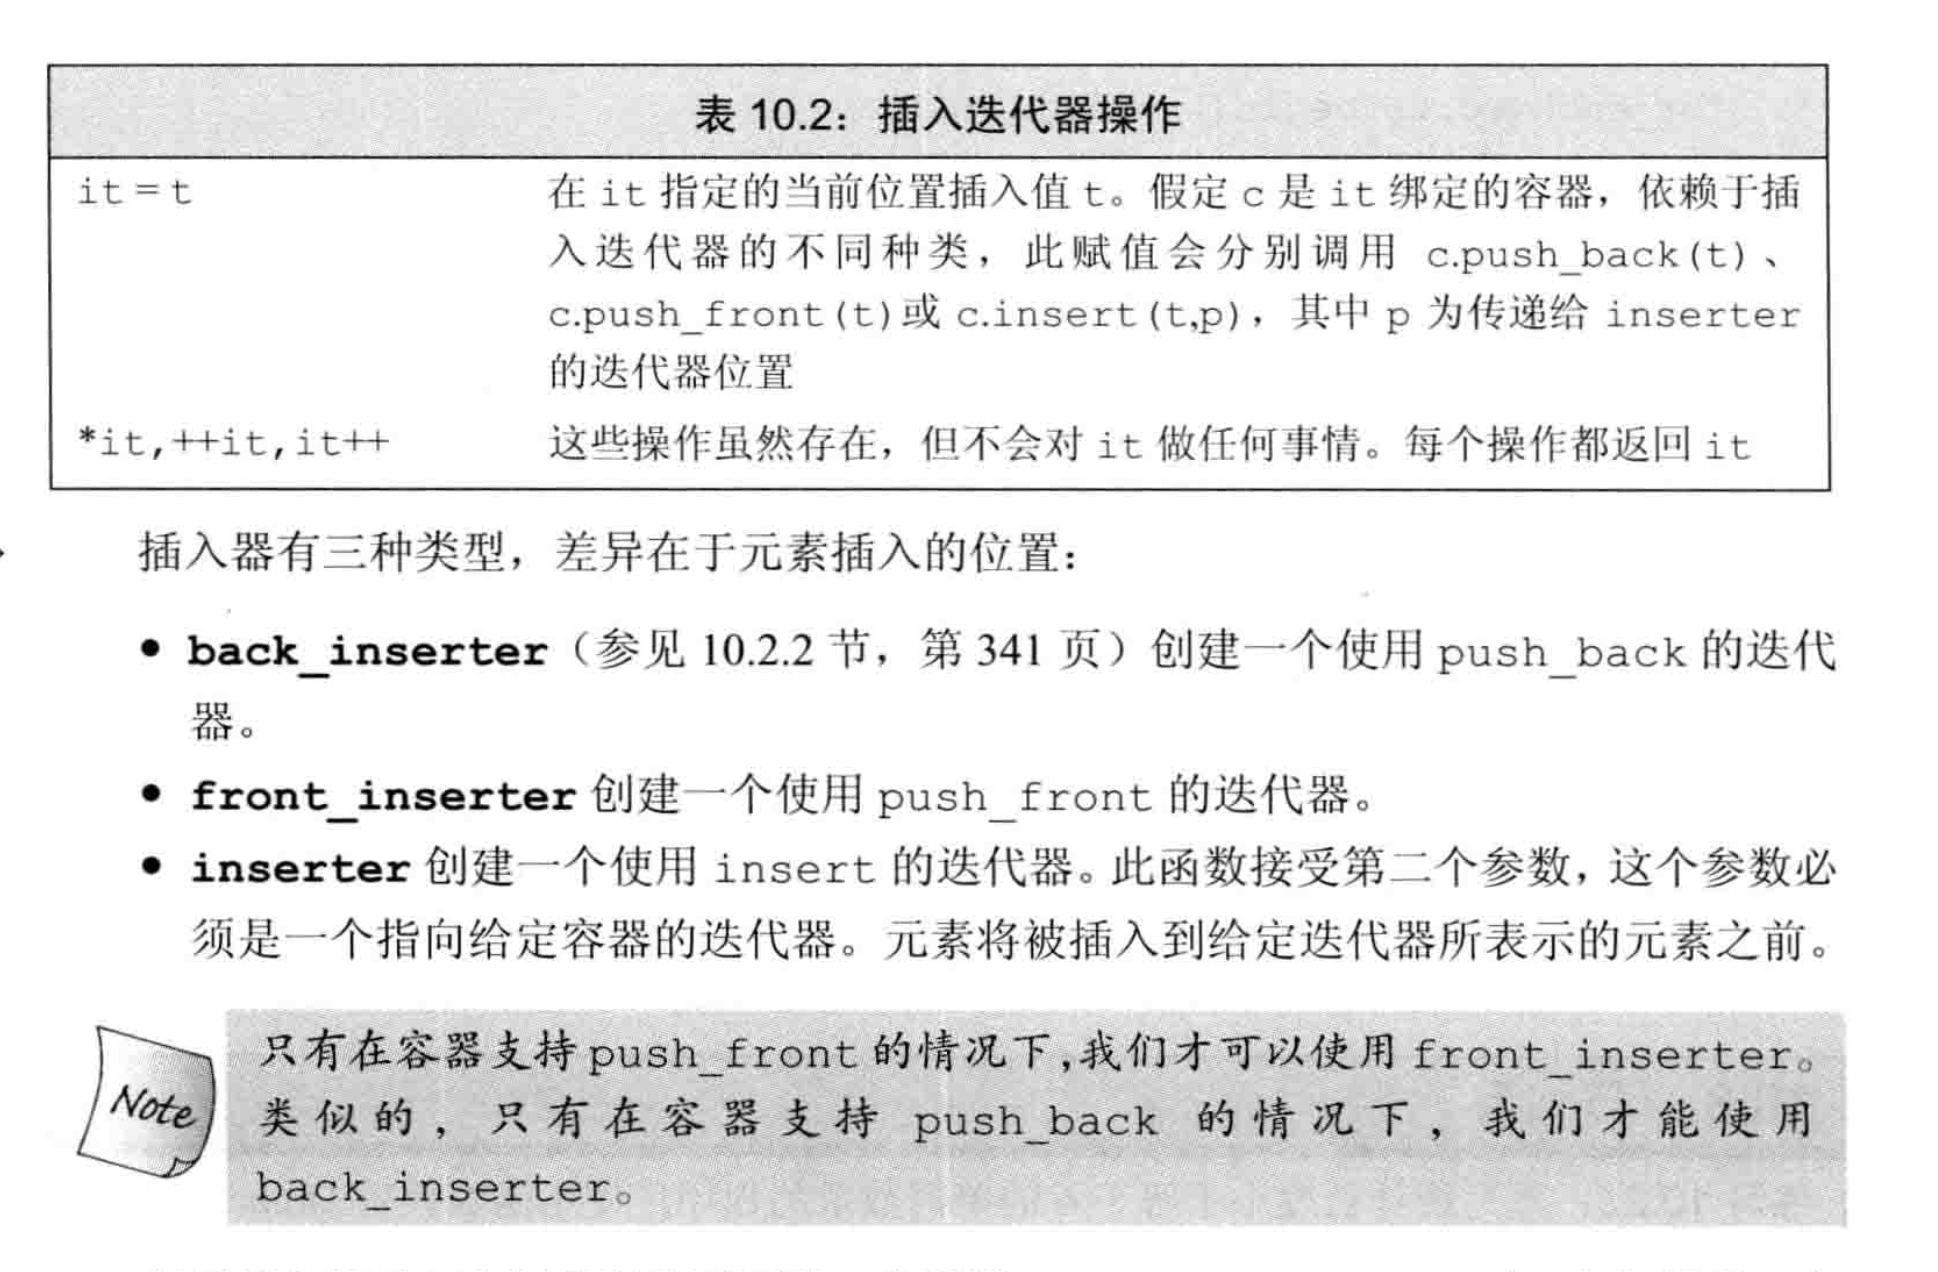 表 10.2：插入迭代器操作
it = t 在 it 指定的当前位置插入值 t。假定 c 是 it 绑定的容器，依赖于插
入迭代器的不同种类，此赋值会分别调用 c.push_back(t)、
c.push_front(t)或 c.insert(t,p)，其中 p 为传递给 inserter
的迭代器位置
*it,++it,it++ 这些操作虽然存在，但不会对 it 做任何事情。每个操作都返回 it
插入器有三种类型，差异在于元素插入的位置：
● back_inserter（参见 10.2.2 节，第 341 页）创建一个使用 push_back 的迭代
器。
● front_inserter 创建一个使用 push_front 的迭代器。
● inserter 创建一个使用 insert 的迭代器。此函数接受第二个参数，这个参数必
须是一个指向给定容器的迭代器。元素将被插入到给定迭代器所表示的元素之前。
Note
只有在容器支持 push_front 的情况下,我们才可以使用 front_inserter。
类似的，只有在容器支持 push_back 的情况下，我们才能使用
back_inserter。